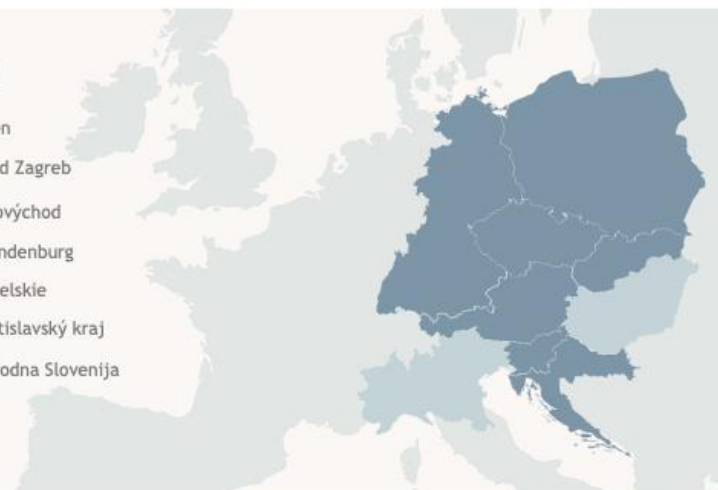 n
d Zagreb
ovýchod
ndenburg
elskie
tislavský kraj
odna Slovenija